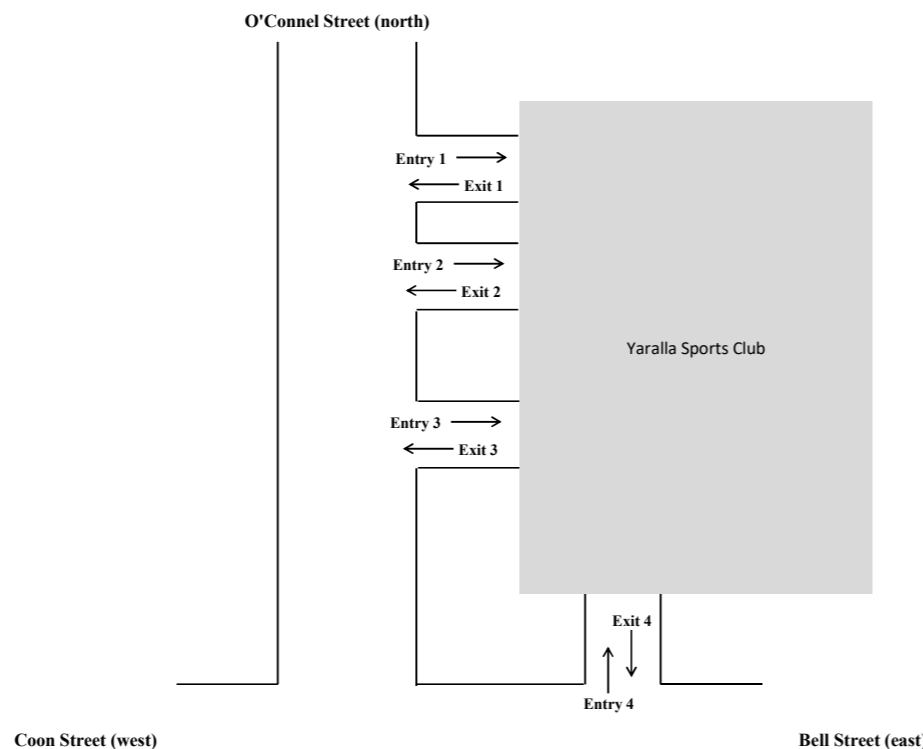 O'Connel Street (north)
Entry 1
Exit 1
Entry 2
Exit 2
Yaralla Sports Club
Entry 3
Exit 3
Exit 4
Entry 4
Coon Street (west)
Bell Street (east)